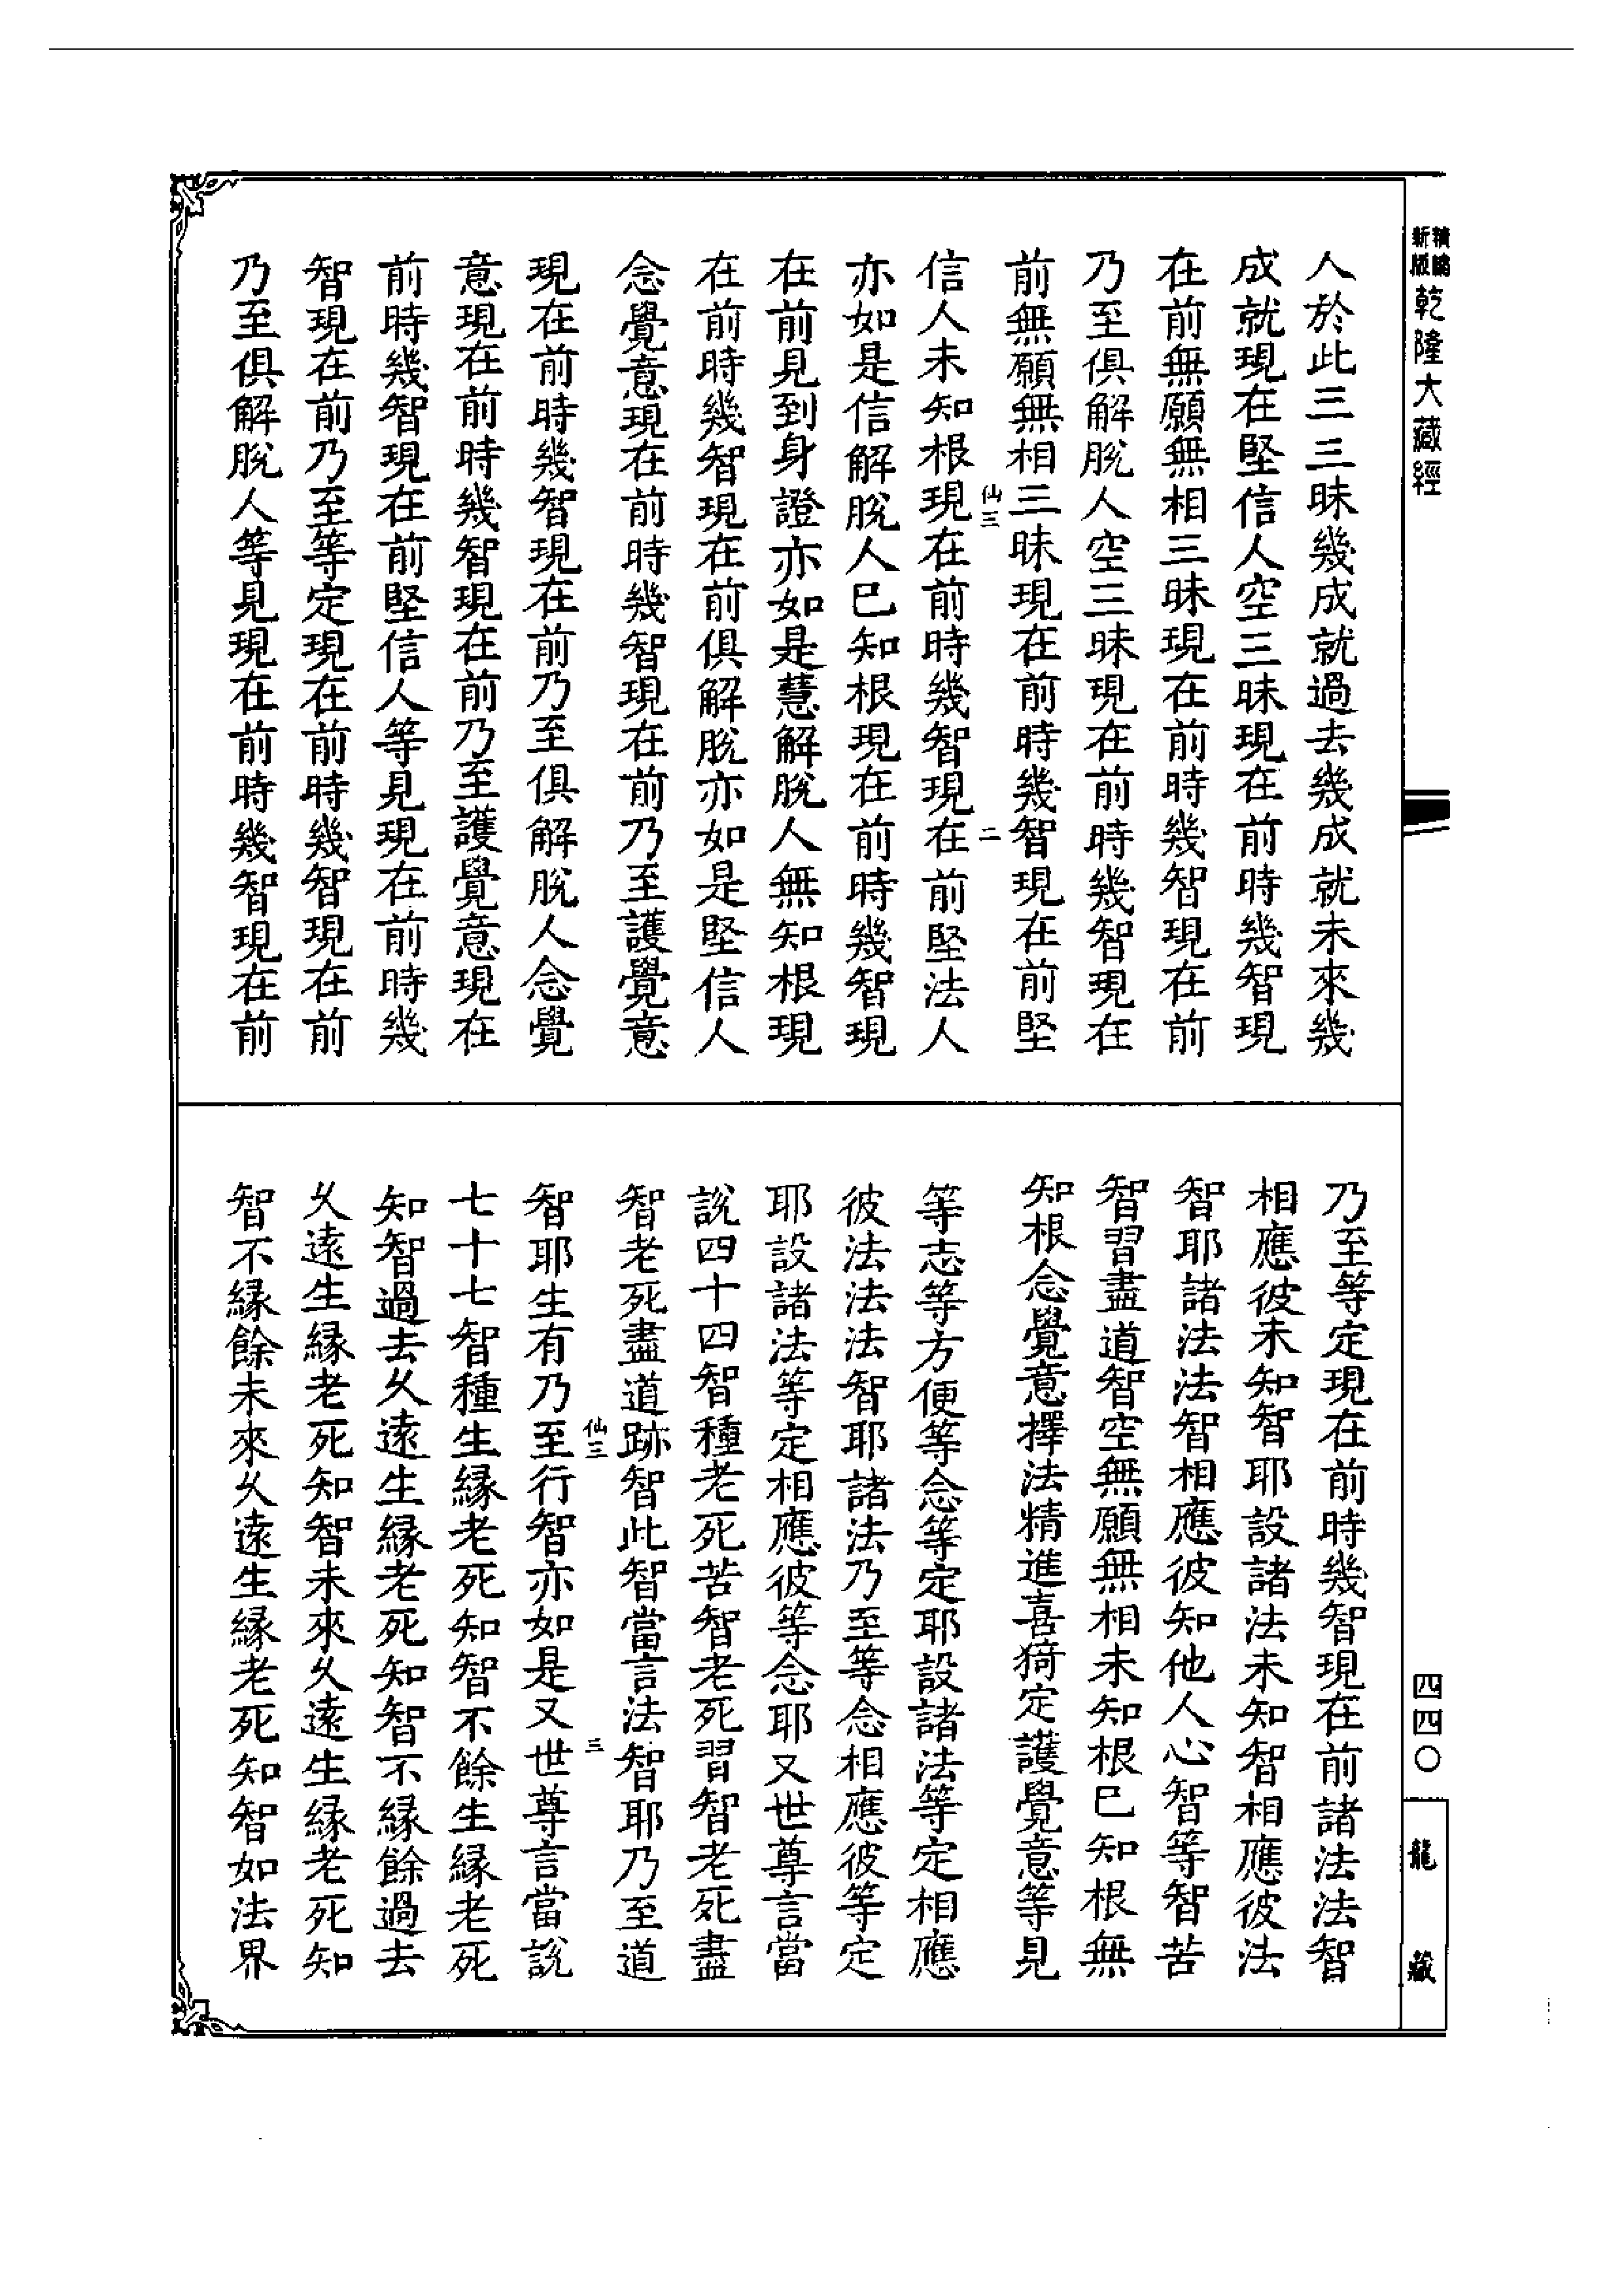 新版精縮
乾隆大藏經
人於此三三昧幾成就過去幾成就未來幾
成就現在堅信人空三昧現在前時幾智現
在前無願無相三昧現在前時幾智現在前
乃至俱解脫人空三昧現在前時幾智現在
前無願無相三昧現在前時幾智現在前堅
仙三
二
信人未知根現在前時幾智現在前堅法人
亦如是信解脫人已知根現在前時幾智現
在前見到身證亦如是慧解脫人無知根現
在前時幾智現在前俱解脫亦如是堅信人
念覺意現在前時幾智現在前乃至護覺意
現在前時幾智現在前乃至俱解脫人念覺
意現在前時幾智現在前乃至護覺意現在
前時幾智現在前堅信人等見現在前時幾
智現在前乃至等定現在前時幾智現在前
乃至俱解脫人等見現在前時幾智現在前
乃至等定現在前時幾智現在前諸法法智
相應彼未知智耶設諸法未知智相應彼法
智耶諸法法智相應彼知他人心智等智苦
智習盡道智空無願無相未知根已知根無
知根念覺意擇法精進喜猗定護覺意等見
等志等方便等念等定耶設諸法等定相應
彼法法法智耶諸法乃至等念相應彼等定
耶設諸法等定相應彼等念耶又世尊言當
說四十四智種老死苦智老死習智老死盡
智老死盡道跡智此智當言法智耶乃至道
仙三
三
智耶生有乃至行智亦如是又世尊言當說
七十七智種生緣老死知智不餘生緣老死
知智過去久遠生緣老死知智不緣餘過去
久遠生緣老死知智未來久遠生緣老死知
智不緣餘未來久遠生緣老死知智如法界
四四〇
龍藏